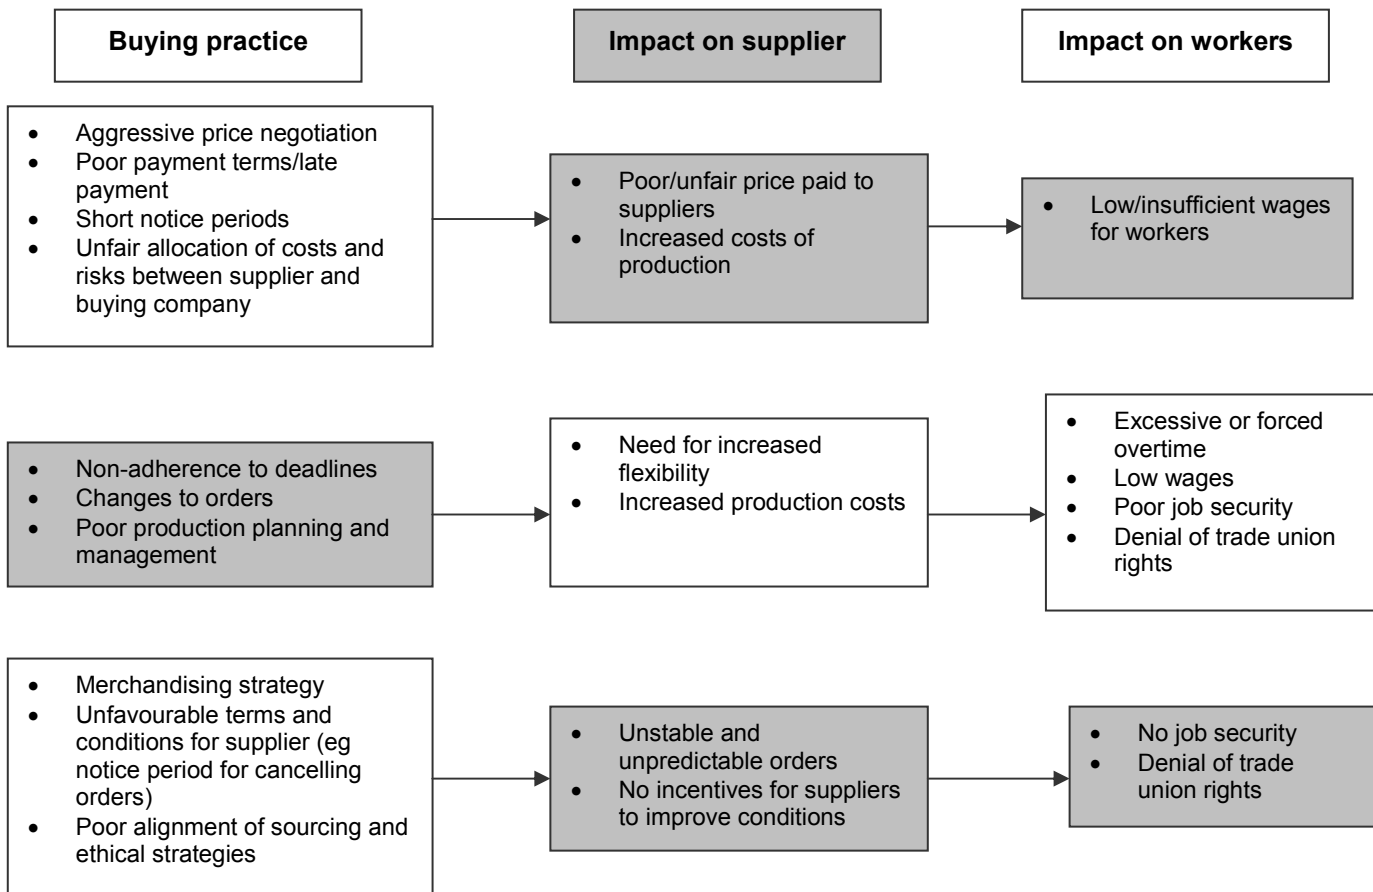 Buying practice
Impact on supplier
Impact on workers
• Aggressive price negotiation
• Poor payment terms/late
payment
• Short notice periods
• Unfair allocation of costs and
risks between supplier and
buying company
• Poor/unfair price paid to
suppliers
• Increased costs of
production
• Low/insufficient wages
for workers
• Non-adherence to deadlines
• Changes to orders
• Poor production planning and
management
• Need for increased
flexibility
• Increased production costs
• Excessive or forced
overtime
• Low wages
• Poor job security
• Denial of trade union
rights
• Merchandising strategy
• Unfavourable terms and
conditions for supplier (eg
notice period for cancelling
orders)
• Poor alignment of sourcing and
ethical strategies
• Unstable and
unpredictable orders
• No incentives for suppliers
to improve conditions
• No job security
• Denial of trade
union rights